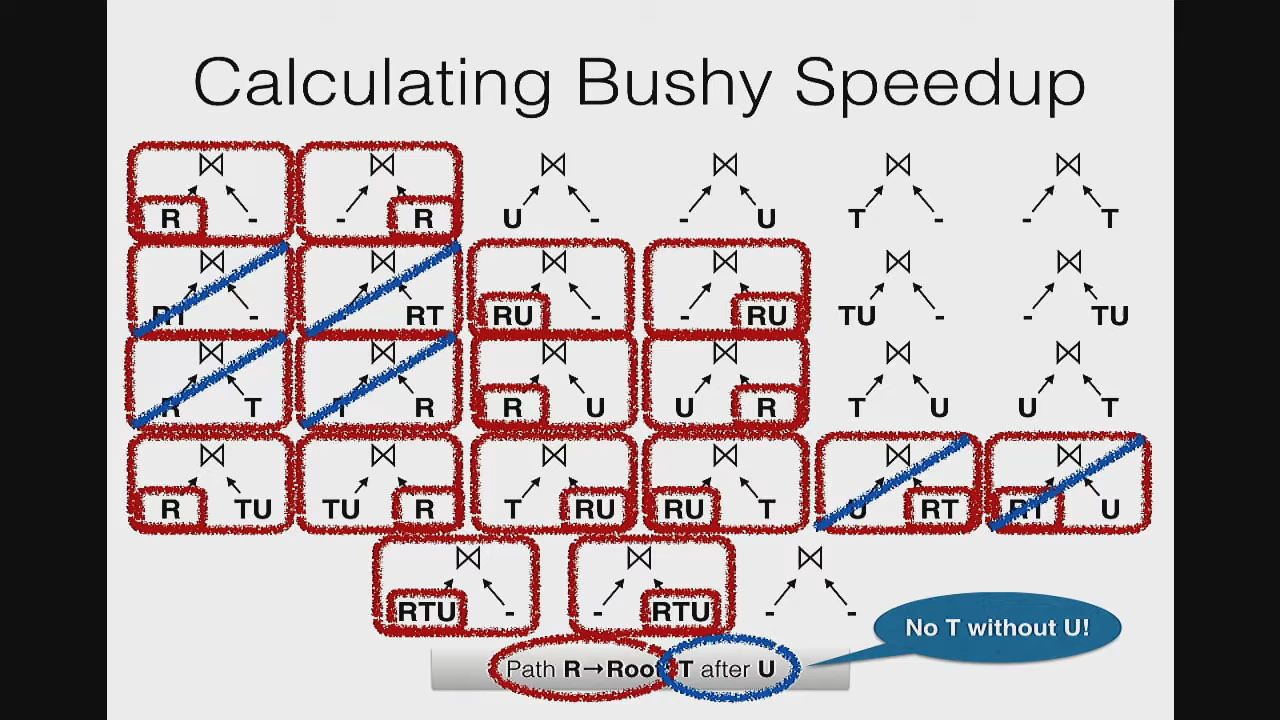 Calculating Bushy Speedup
⋈ ⋈ ⋈ ⋈ ⋈ ⋈
R - - R U - - U T - - T
⋈ ⋈ ⋈ ⋈ ⋈ ⋈
RT - RT RU - - RU TU - - TU
⋈ ⋈ ⋈ ⋈ ⋈ ⋈
R T T R R U U R T U U T
⋈ ⋈ ⋈ ⋈ ⋈ ⋈
R TU TU R T RU RU T U RT RT U
⋈ ⋈ ⋈
RTU - - RTU - -
No T without U!
Path R→Root T after U